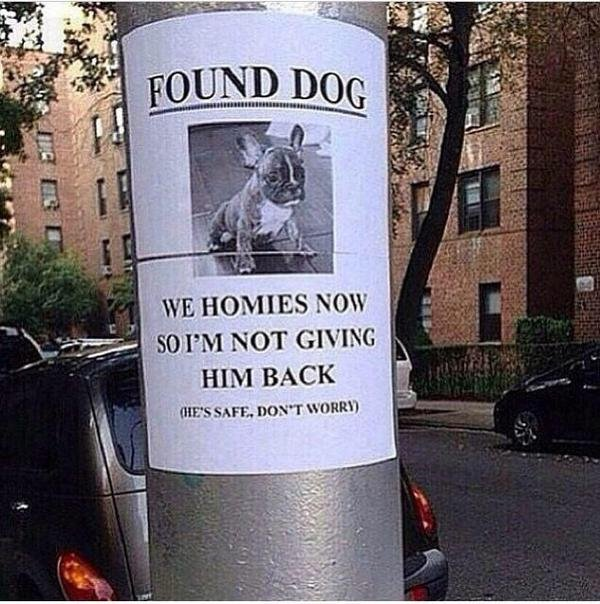 FOUND DOG
WE HOMIES NOW
SO I'M NOT GIVING
HIM BACK
(HE'S SAFE, DON'T WORRY)